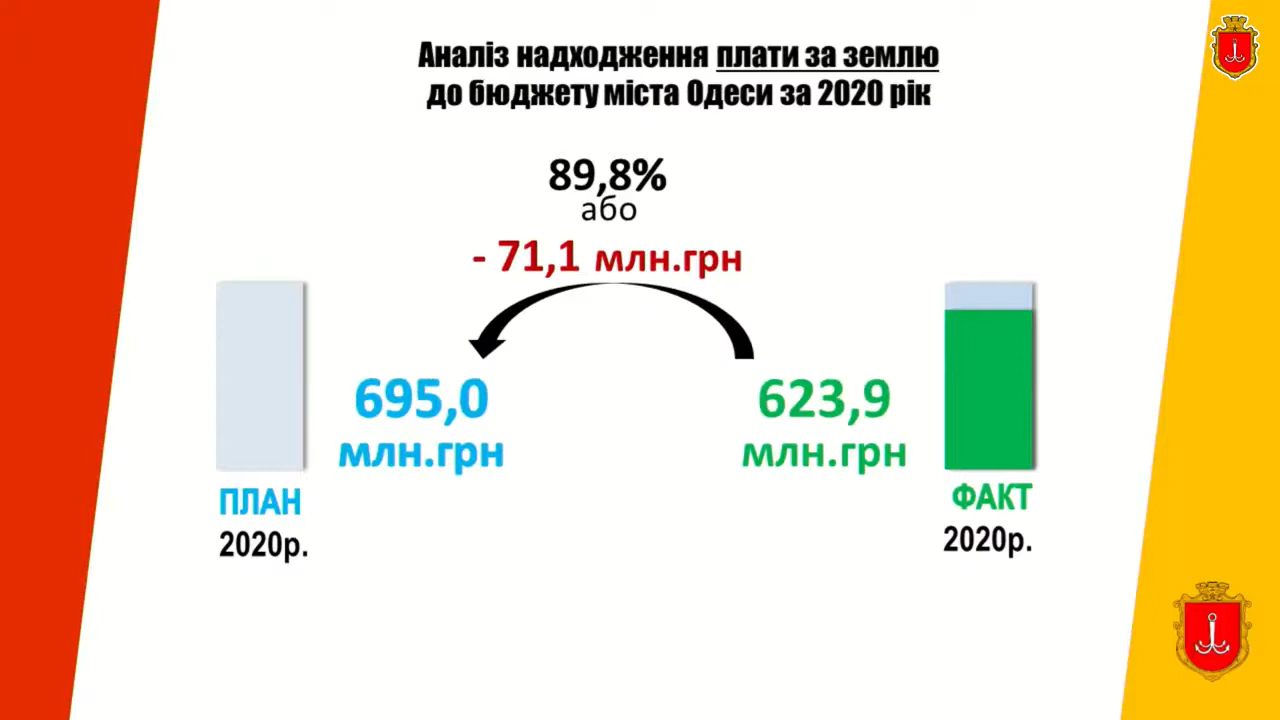 Аналіз надходження плати за землю
до бюджету міста Одеси за 2020 рік
89,8%
або
- 71,1 млн.грн
695,0
млн.грн
623,9
млн.грн
ПЛАН
2020р.
ФАКТ
2020р.